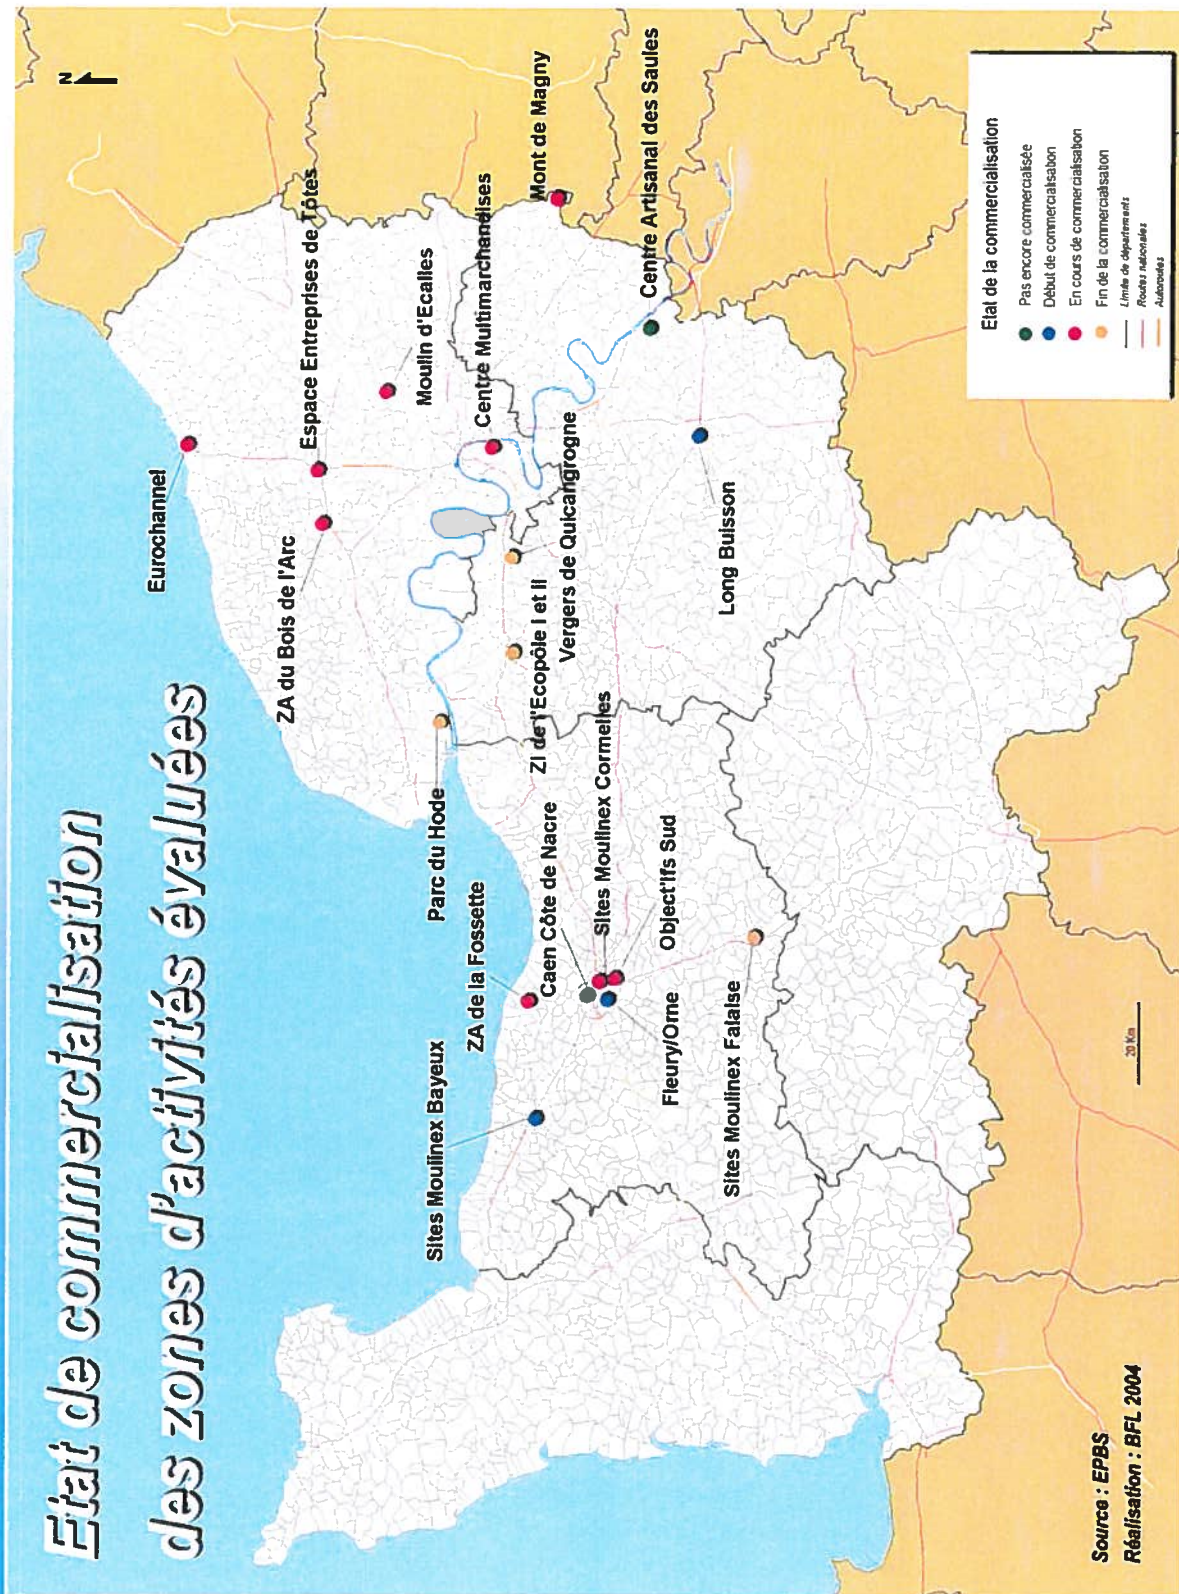 Etat de commercialisation
des zones d'activités évaluées
N
Eurochannel
ZA du Bois de l'Arc
Espace Entreprises de Tôtes
Moulin d'Ecalles
Centre Multimarchandises
Mont de Magny
Centre Artisanal des Saules
Parc du Hode
ZI de l'Ecopôle I et II
Vergers de Quicangrogne
Long Buisson
Sites Moulinex Bayeux
ZA de la Fossette
Caen Côte de Nacre
Sites Moulinex Cormelles
Object'Ifs Sud
Fleury/Orne
Sites Moulinex Falaise
Etat de la commercialisation
Pas encore commercialisée
Début de commercialisation
En cours de commercialisation
Fin de la commercialisation
Limite de départements
Routes nationales
Autoroutes
20 Km
Source : EPBS
Réalisation : BFL 2004